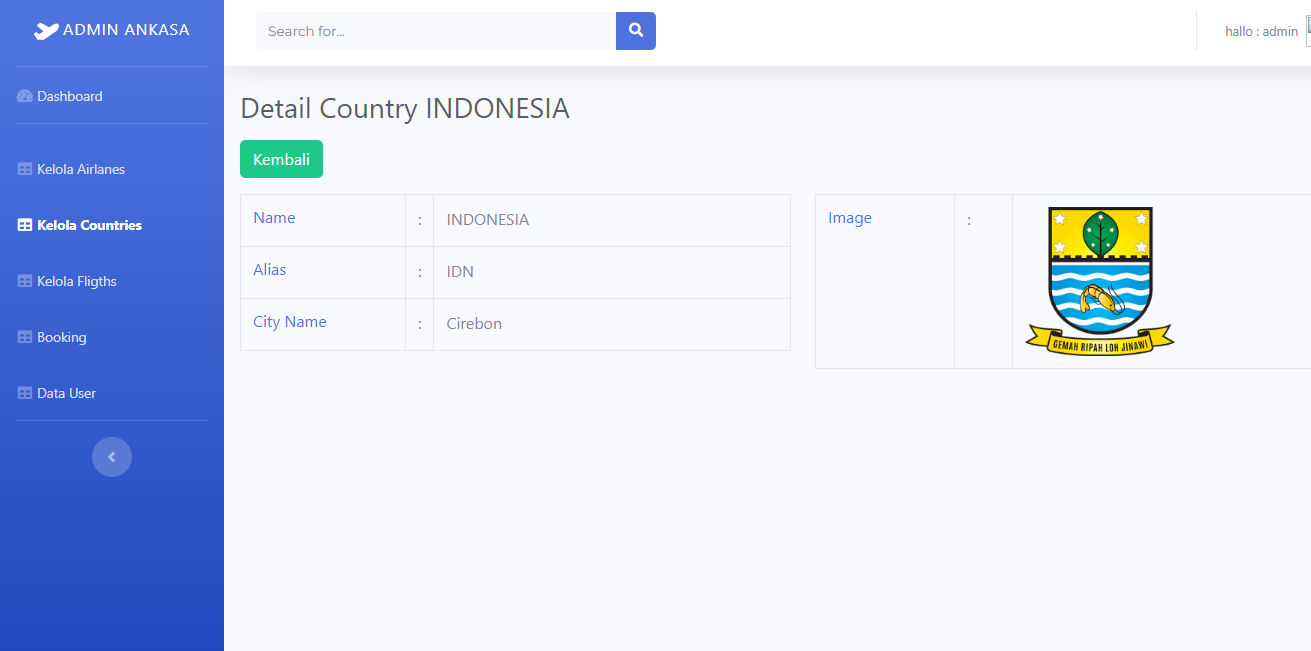 ADMIN ANKASA
Search for...
hallo : admin
Dashboard
Kelola Airlanes
Kelola Countries
Kelola Fligths
Booking
Data User
Detail Country INDONESIA
Kembali
Name : INDONESIA
Alias : IDN
City Name : Cirebon
Image :
GEMAH RIPAH LOH JINAWI